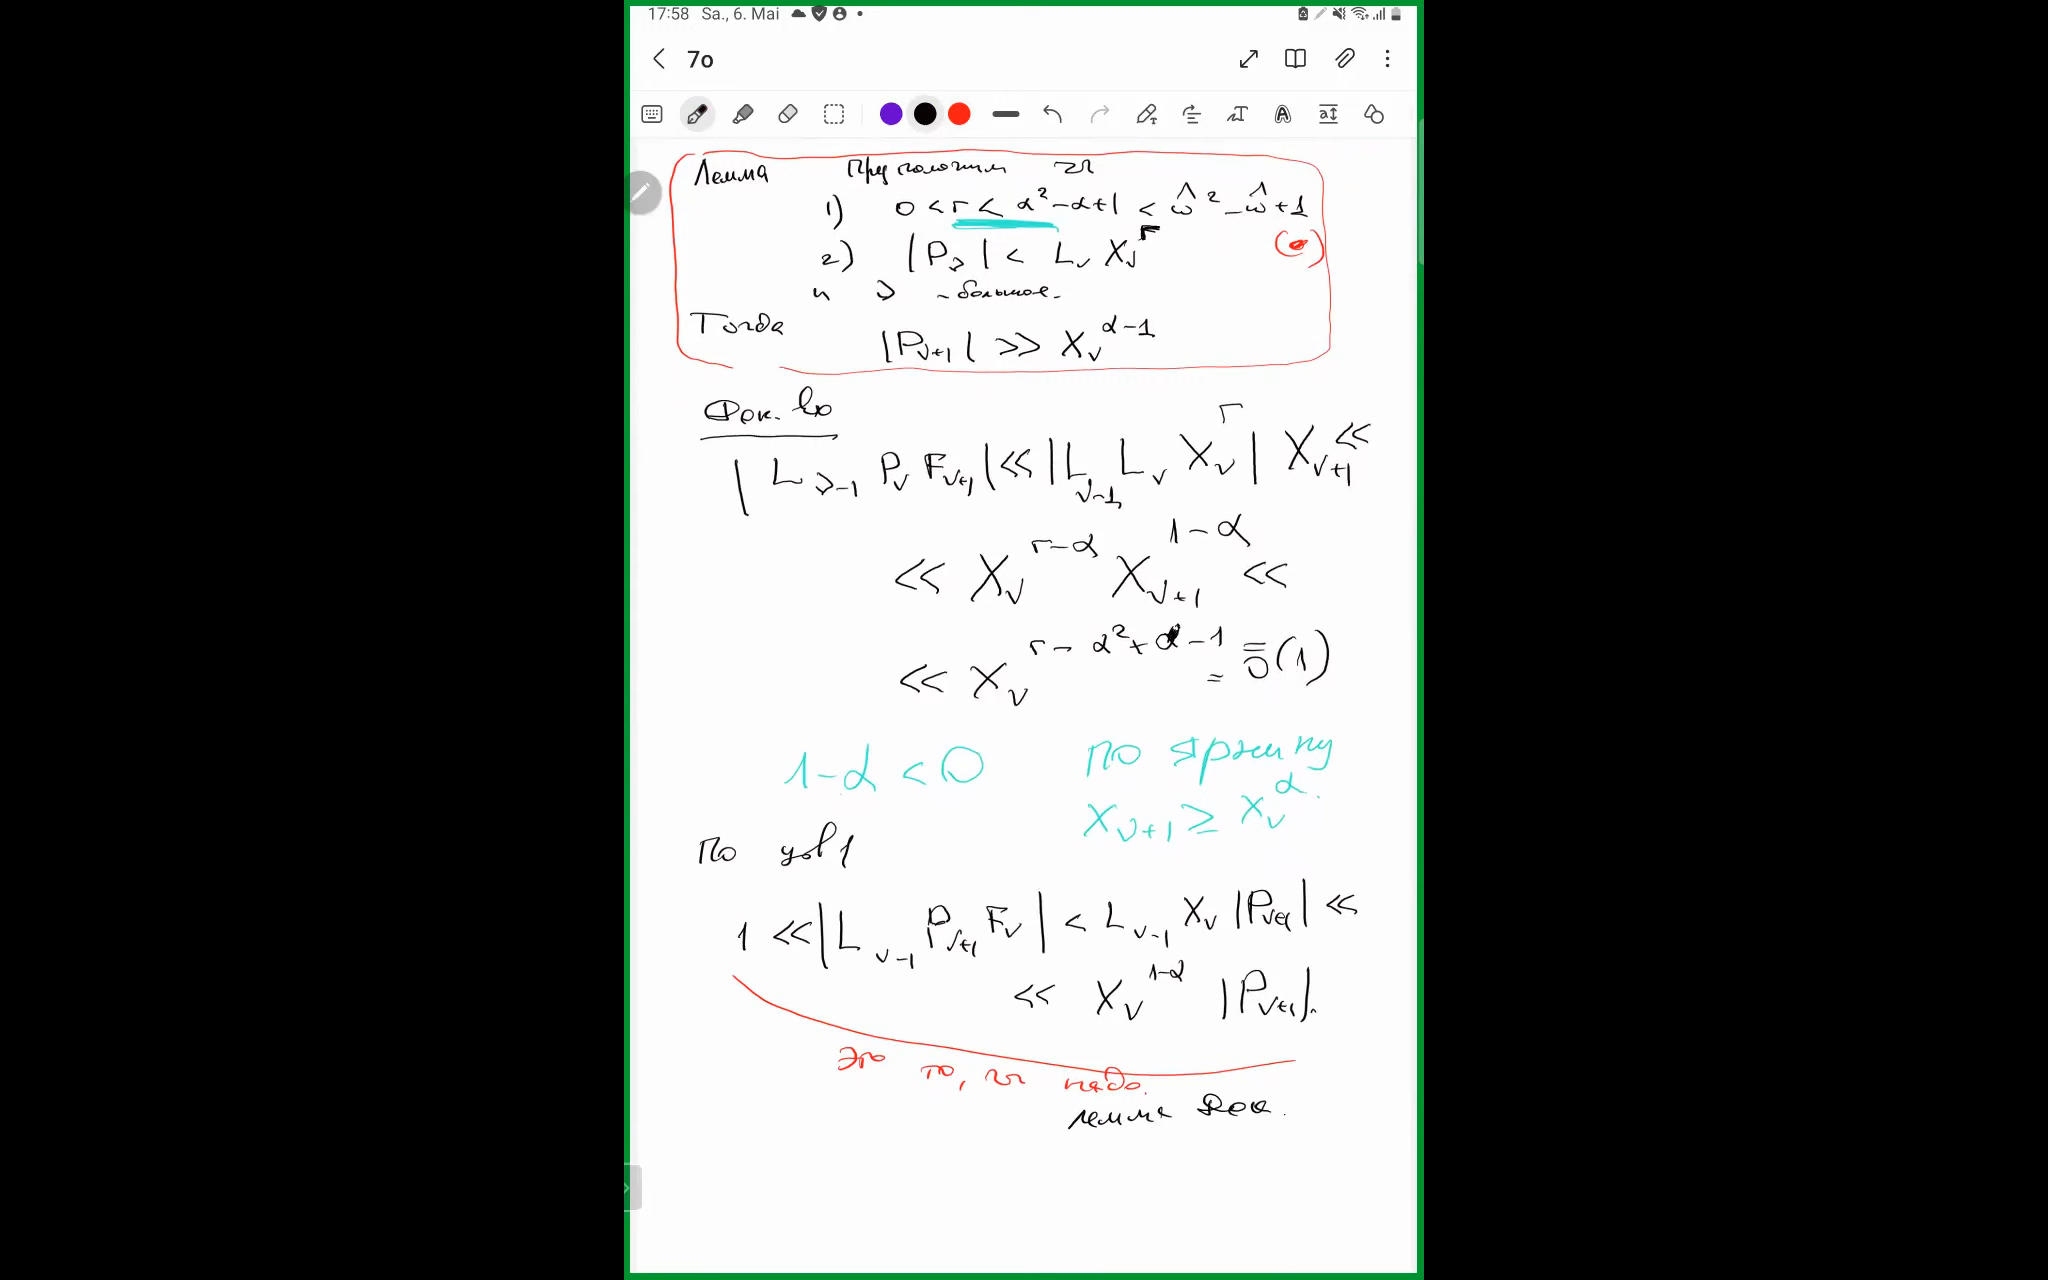 17:58 Sa., 6. Mai
7o
Лемма Предположим что
1) 0 < r < α² - α + 1 < ω̂² - ω̂ + 1
2) |P_ν| < L_ν X_ν^r (•)
и ν - большое.
Тогда |P_{ν+1}| >> X_ν^{α-1}
Док-во
|L_{ν-1} P_ν F_{ν+1}| << |L_{ν-1} L_ν X_ν^r| X_{ν+1} <<
<< X_ν^{r-α} X_{ν+1}^{1-α} <<
<< X_ν^{r-α²+α-1} = ō(1)
1-α < 0 по ярнику
X_{ν+1} ≥ X_ν^α.
По усл 1
1 << |L_{ν-1} P_{ν+1} F_ν| < L_{ν-1} X_ν |P_{ν+1}| <<
<< X_ν^{1-α} |P_{ν+1}|.
Это то, что надо.
лемма док.